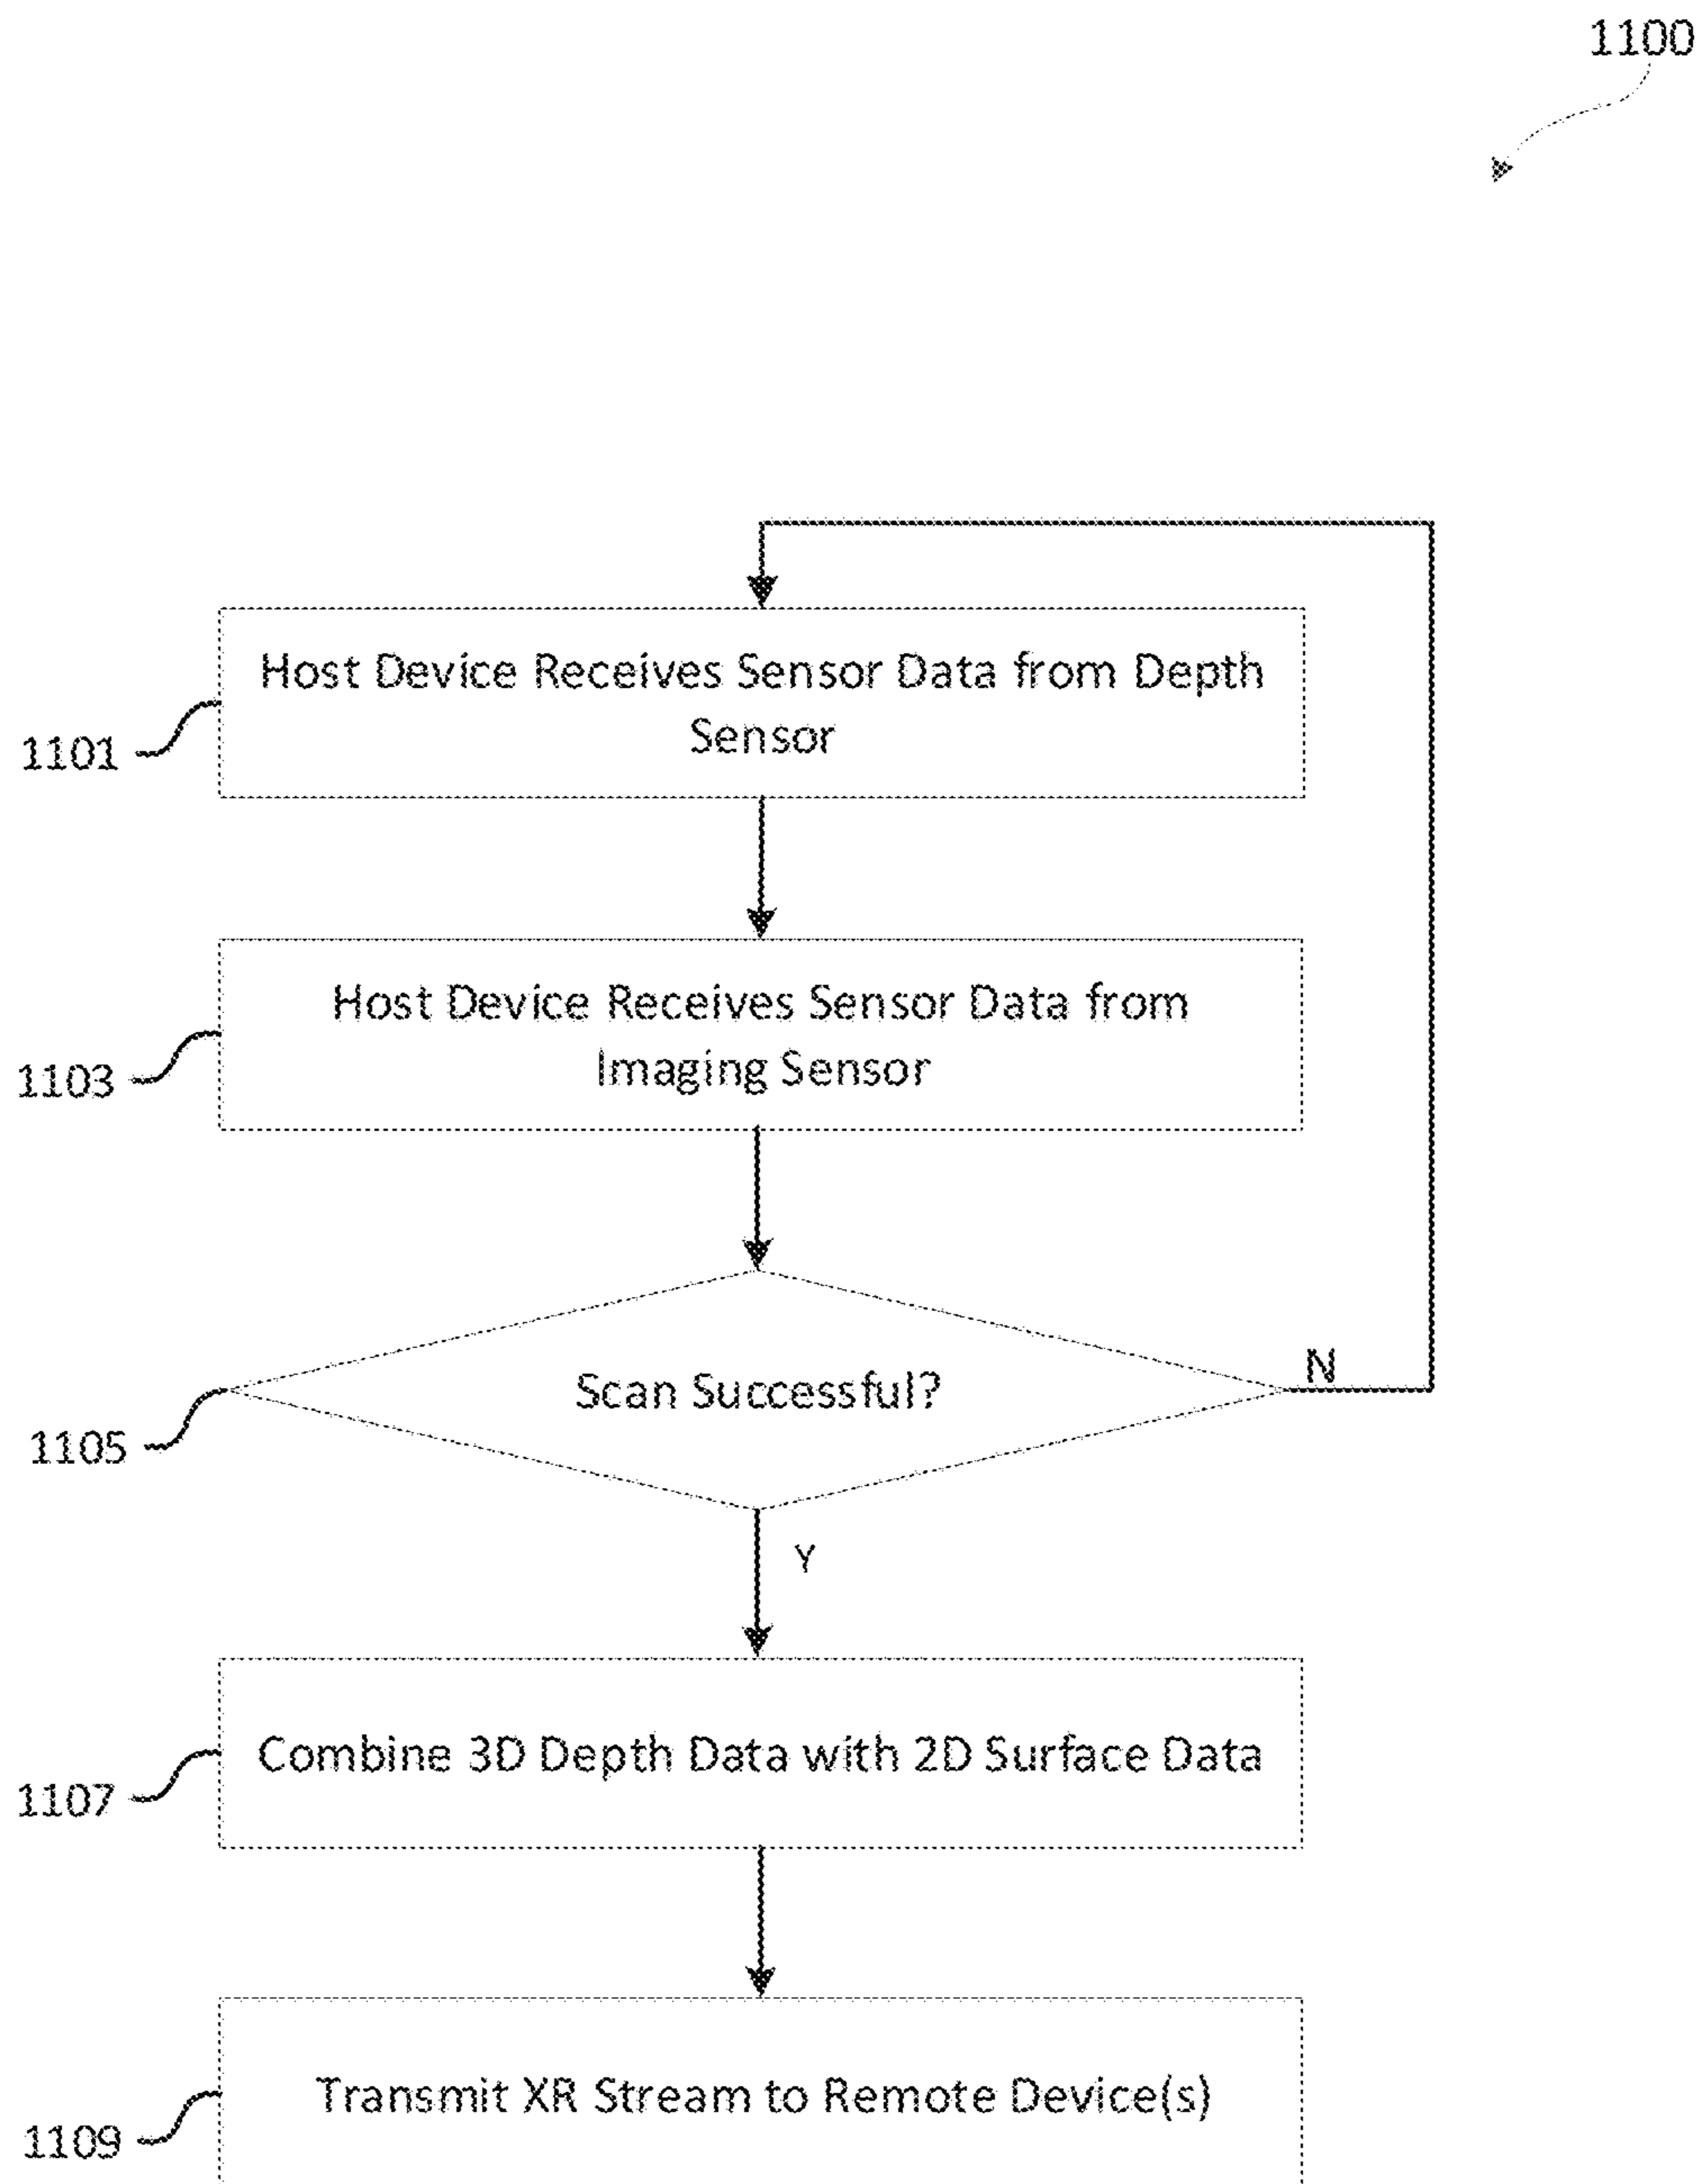 1100
Host Device Receives Sensor Data from Depth
Sensor
1101
Host Device Receives Sensor Data from
Imaging Sensor
1103
Scan Successful?
N
1105
Y
Combine 3D Depth Data with 2D Surface Data
1107
Transmit XR Stream to Remote Device(s)
1109